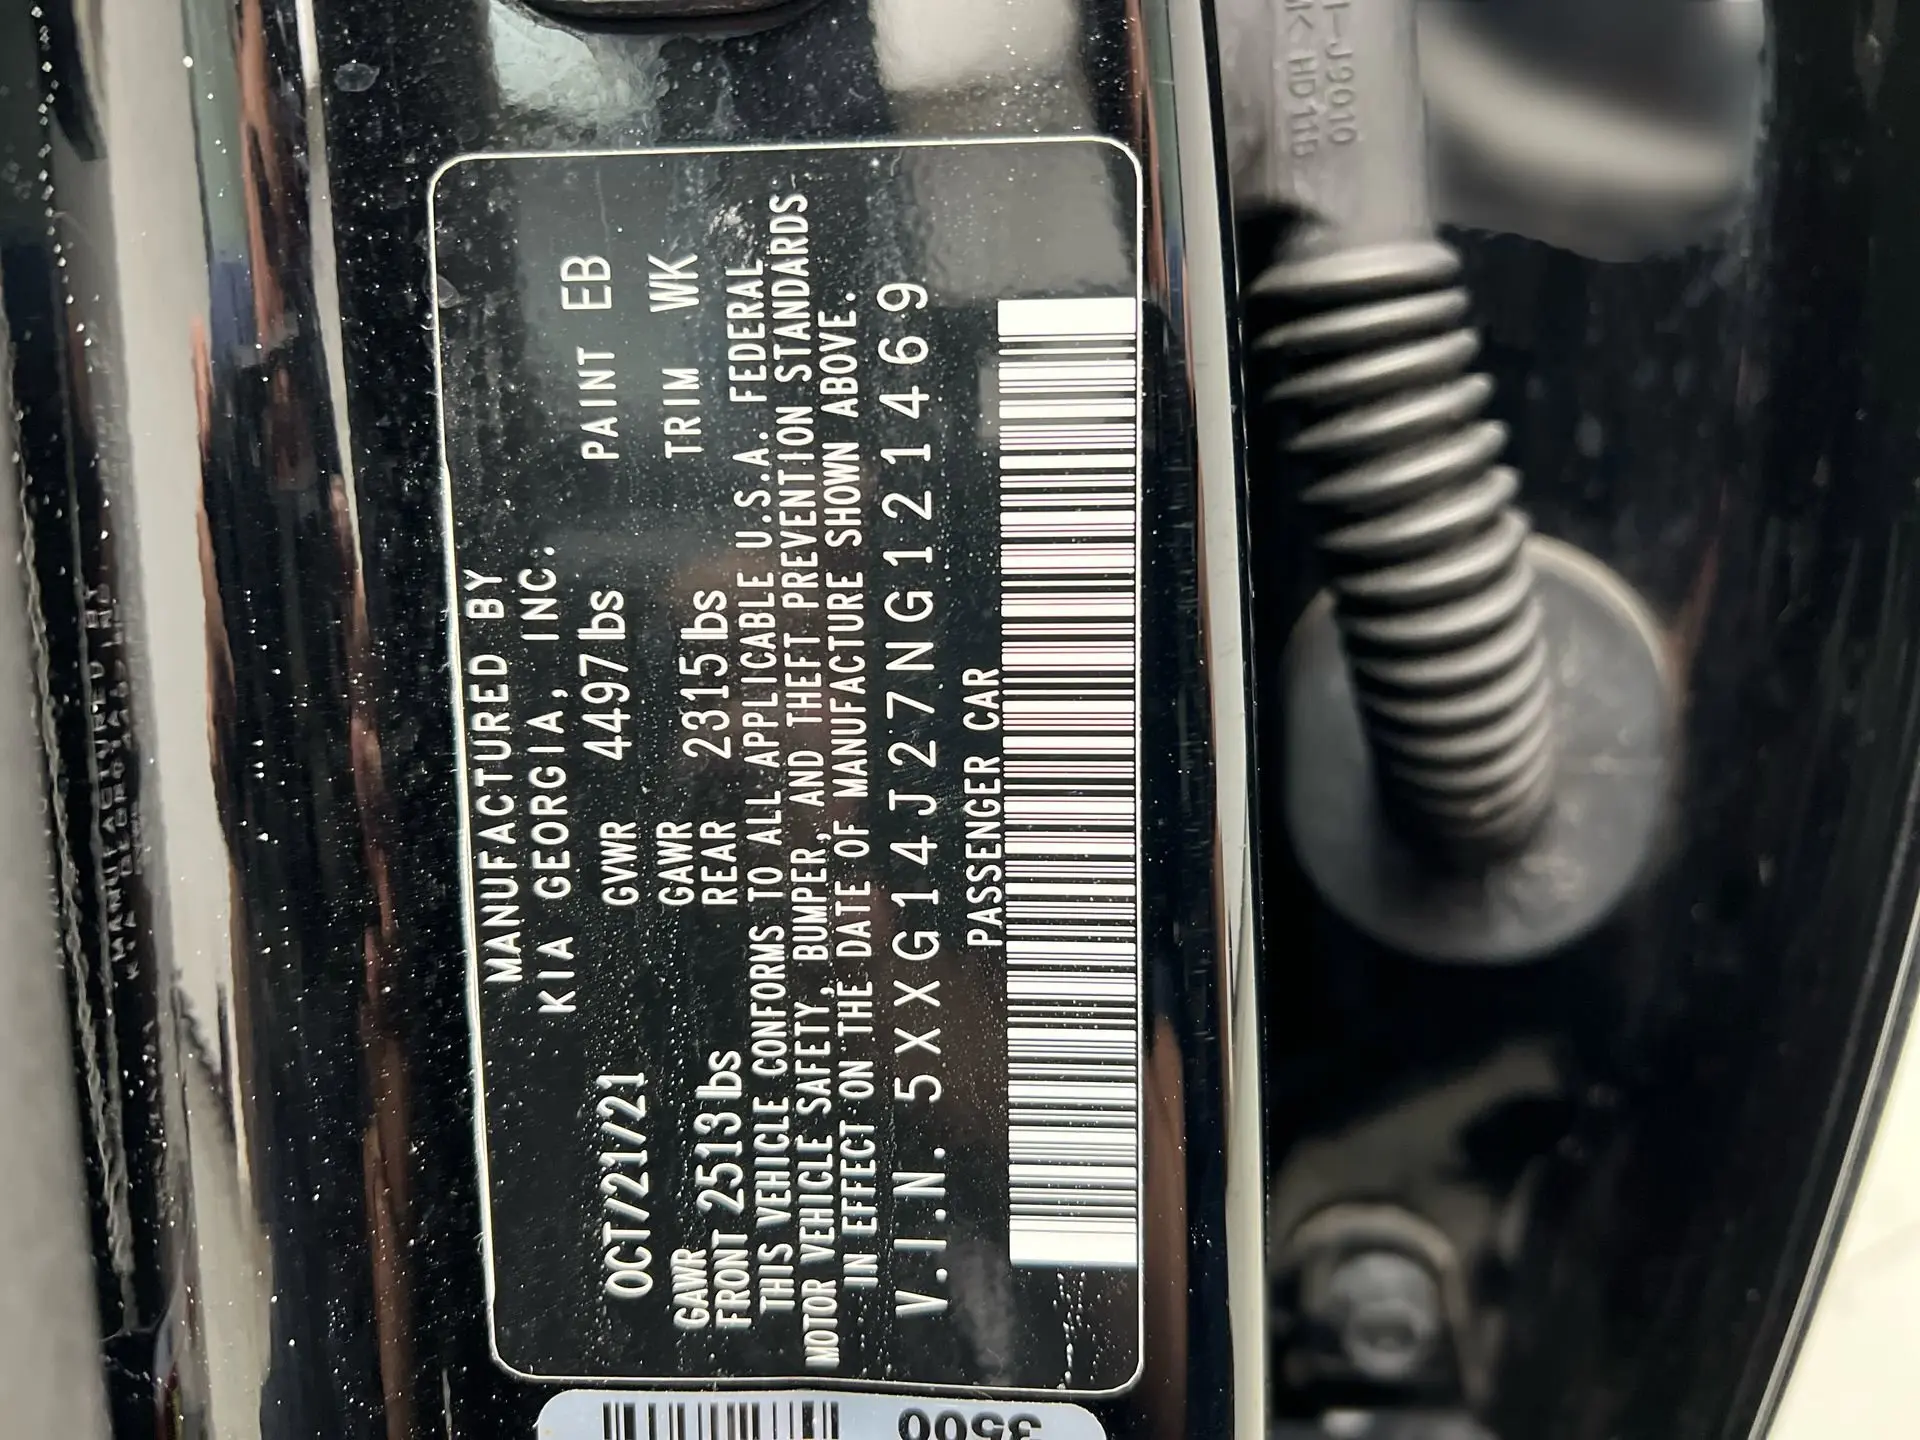 MANUFACTURED BY
KIA GEORGIA, INC.
OCT/21/21 GVWR 4497lbs PAINT EB
GAWR FRONT 2513lbs GAWR REAR 2315lbs TRIM WK
THIS VEHICLE CONFORMS TO ALL APPLICABLE U.S.A. FEDERAL
MOTOR VEHICLE SAFETY, BUMPER, AND THEFT PREVENTION STANDARDS
IN EFFECT ON THE DATE OF MANUFACTURE SHOWN ABOVE.
V.I.N. 5XXG14J27NG121469
PASSENGER CAR
3500